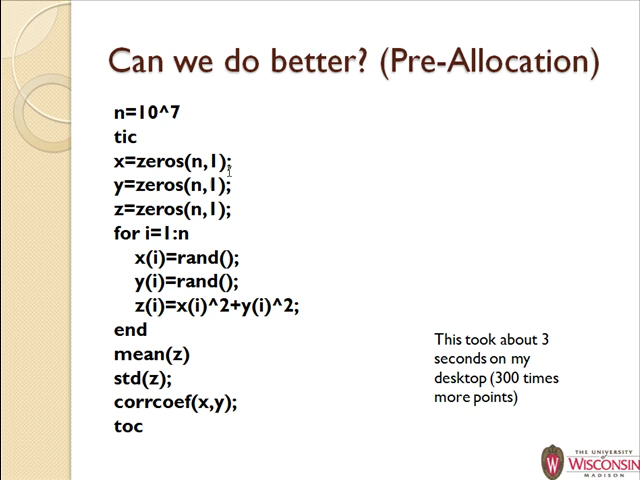 Can we do better? (Pre-Allocation)
n=10^7
tic
x=zeros(n,1);
y=zeros(n,1);
z=zeros(n,1);
for i=1:n
x(i)=rand();
y(i)=rand();
z(i)=x(i)^2+y(i)^2;
end
mean(z)
std(z);
corrcoef(x,y);
toc
This took about 3
seconds on my
desktop (300 times
more points)
W
THE UNIVERSITY
of
WISCONSIN
MADISON